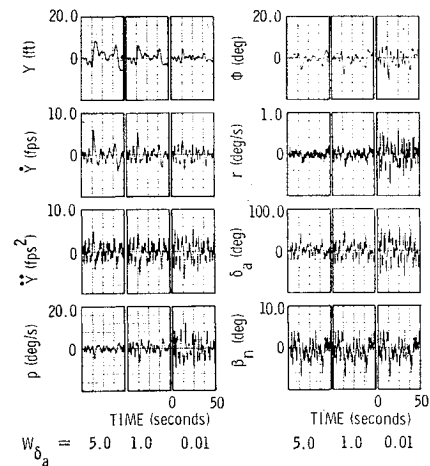 20.0
Y (ft)
0
10.0
Ẏ (fps)
0
10.0
Ÿ (fps²)
0
20.0
p (deg/s)
0
0 50
TIME (seconds)
W_δₐ = 5.0 1.0 0.01
20.0
Φ (deg)
0
1.0
r (deg/s)
0
100.0
δₐ (deg)
0
10.0
βₙ (deg)
0
0 50
TIME (seconds)
5.0 1.0 0.01